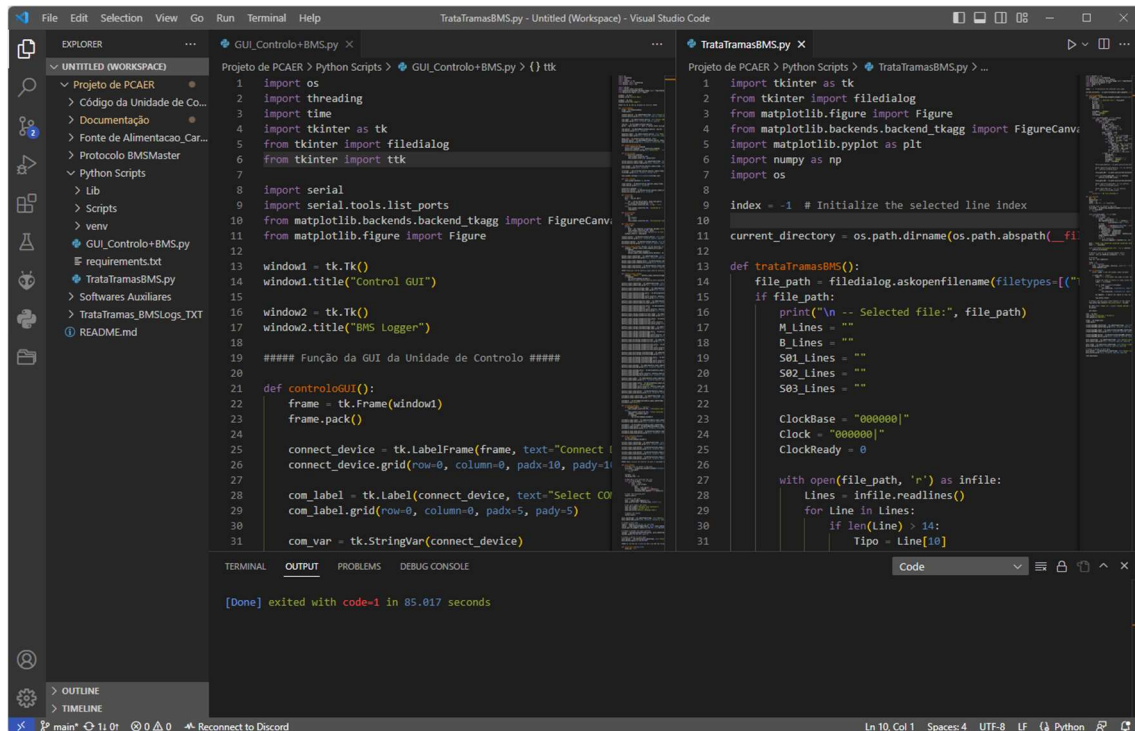 File Edit Selection View Go Run Terminal Help
TrataTramasBMS.py - Untitled (Workspace) - Visual Studio Code
EXPLORER
UNTITLED (WORKSPACE)
Projeto de PCAER
Código da Unidade de Co...
Documentação
Fonte de Alimentacao_Car...
Protocolo BMSMaster
Python Scripts
Lib
Scripts
venv
GUI_Controlo+BMS.py
requirements.txt
TrataTramasBMS.py
Softwares Auxiliares
TrataTramas_BMSLogs_TXT
README.md
OUTLINE
TIMELINE
2
GUI_Controlo+BMS.py
Projeto de PCAER > Python Scripts > GUI_Controlo+BMS.py > {} ttk
1 import os
2 import threading
3 import time
4 import tkinter as tk
5 from tkinter import filedialog
6 from tkinter import ttk
7
8 import serial
9 import serial.tools.list_ports
10 from matplotlib.backends.backend_tkagg import FigureCanva
11 from matplotlib.figure import Figure
12
13 window1 = tk.Tk()
14 window1.title("Control GUI")
15
16 window2 = tk.Tk()
17 window2.title("BMS Logger")
18
19 ##### Função da GUI da Unidade de Controlo #####
20
21 def controloGUI():
22 frame = tk.Frame(window1)
23 frame.pack()
24
25 connect_device = tk.LabelFrame(frame, text="Connect
26 connect_device.grid(row=0, column=0, padx=10, pady=1
27
28 com_label = tk.Label(connect_device, text="Select CO
29 com_label.grid(row=0, column=0, padx=5, pady=5)
30
31 com_var = tk.StringVar(connect_device)
TrataTramasBMS.py
Projeto de PCAER > Python Scripts > TrataTramasBMS.py > ...
1 import tkinter as tk
2 from tkinter import filedialog
3 from matplotlib.figure import Figure
4 from matplotlib.backends.backend_tkagg import FigureCanva
5 import matplotlib.pyplot as plt
6 import numpy as np
7 import os
8
9 index = -1 # Initialize the selected line index
10
11 current_directory = os.path.dirname(os.path.abspath(__fi
12
13 def trataTramasBMS():
14 file_path = filedialog.askopenfilename(filetypes=[("
15 if file_path:
16 print("\n -- Selected file:", file_path)
17 M_Lines = ""
18 B_Lines = ""
19 S01_Lines = ""
20 S02_Lines = ""
21 S03_Lines = ""
22
23 ClockBase = "000000|"
24 Clock = "000000|"
25 ClockReady = 0
26
27 with open(file_path, 'r') as infile:
28 Lines = infile.readlines()
29 for Line in Lines:
30 if len(Line) > 14:
31 Tipo = Line[10]
TERMINAL OUTPUT PROBLEMS DEBUG CONSOLE
Code
[Done] exited with code=1 in 85.017 seconds
main* 1↓ 0↑ 0 0 Reconnect to Discord
Ln 10, Col 1 Spaces: 4 UTF-8 LF Python